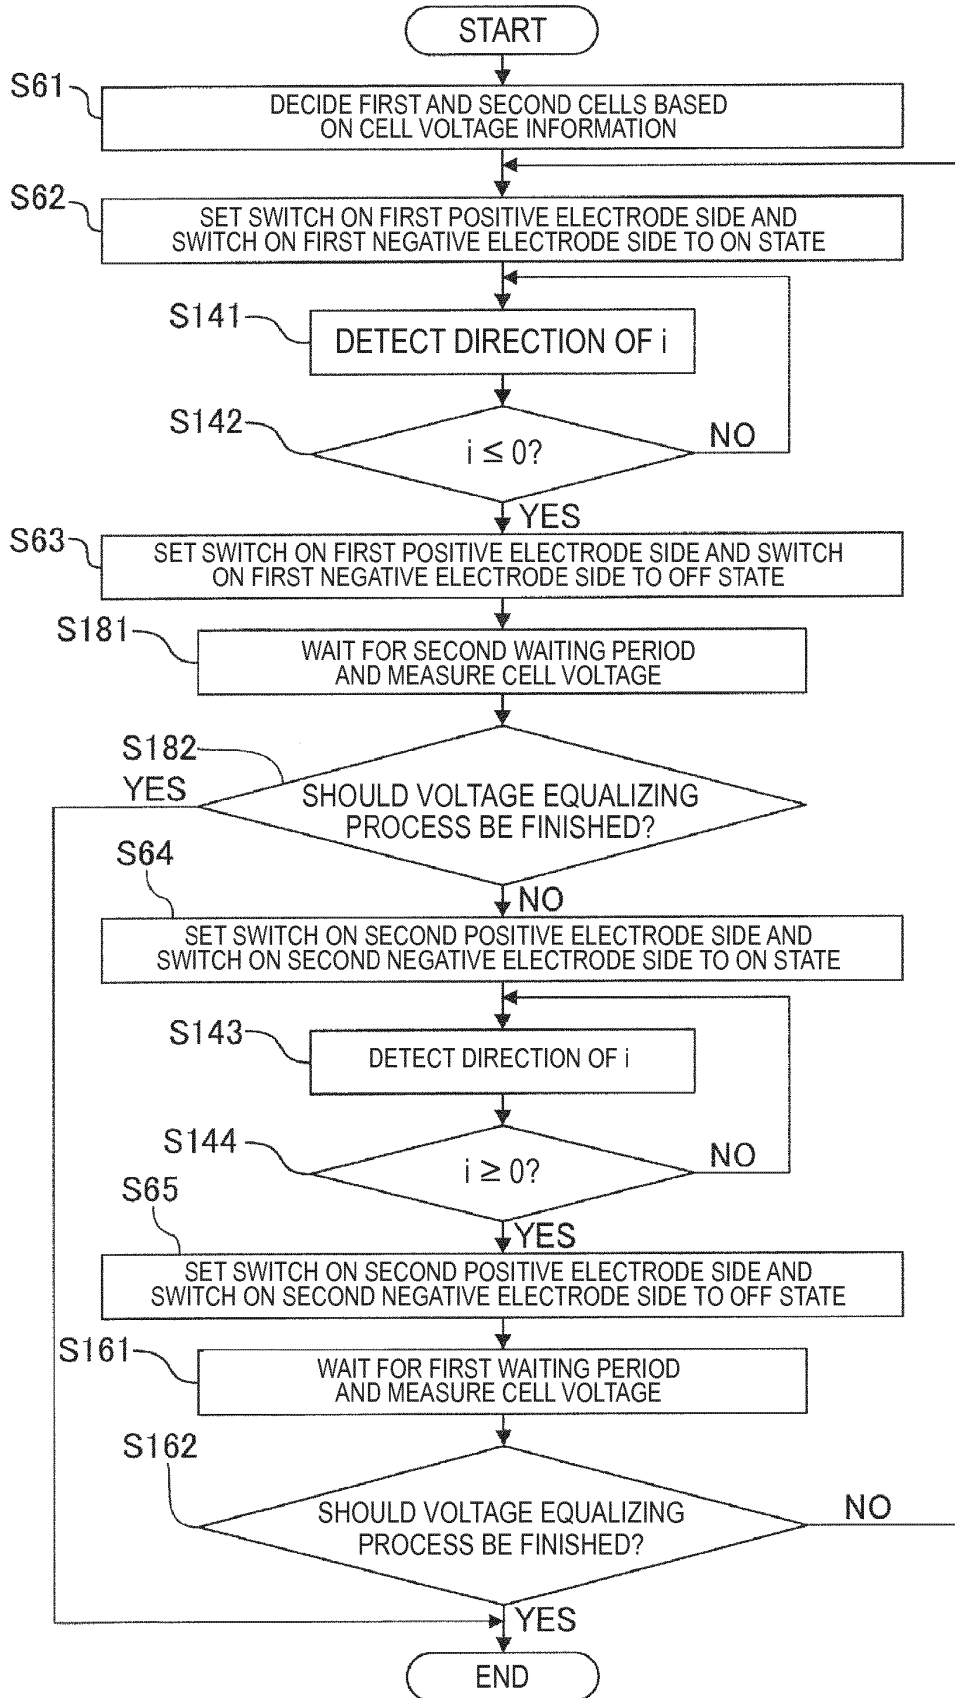 START
S61
DECIDE FIRST AND SECOND CELLS BASED
ON CELL VOLTAGE INFORMATION
S62
SET SWITCH ON FIRST POSITIVE ELECTRODE SIDE AND
SWITCH ON FIRST NEGATIVE ELECTRODE SIDE TO ON STATE
S141
DETECT DIRECTION OF i
S142
i ≤ 0?
NO
YES
S63
SET SWITCH ON FIRST POSITIVE ELECTRODE SIDE AND SWITCH
ON FIRST NEGATIVE ELECTRODE SIDE TO OFF STATE
S181
WAIT FOR SECOND WAITING PERIOD
AND MEASURE CELL VOLTAGE
S182
YES
SHOULD VOLTAGE EQUALIZING
PROCESS BE FINISHED?
NO
S64
SET SWITCH ON SECOND POSITIVE ELECTRODE SIDE AND
SWITCH ON SECOND NEGATIVE ELECTRODE SIDE TO ON STATE
S143
DETECT DIRECTION OF i
S144
i ≥ 0?
NO
YES
S65
SET SWITCH ON SECOND POSITIVE ELECTRODE SIDE AND
SWITCH ON SECOND NEGATIVE ELECTRODE SIDE TO OFF STATE
S161
WAIT FOR FIRST WAITING PERIOD
AND MEASURE CELL VOLTAGE
S162
SHOULD VOLTAGE EQUALIZING
PROCESS BE FINISHED?
NO
YES
END